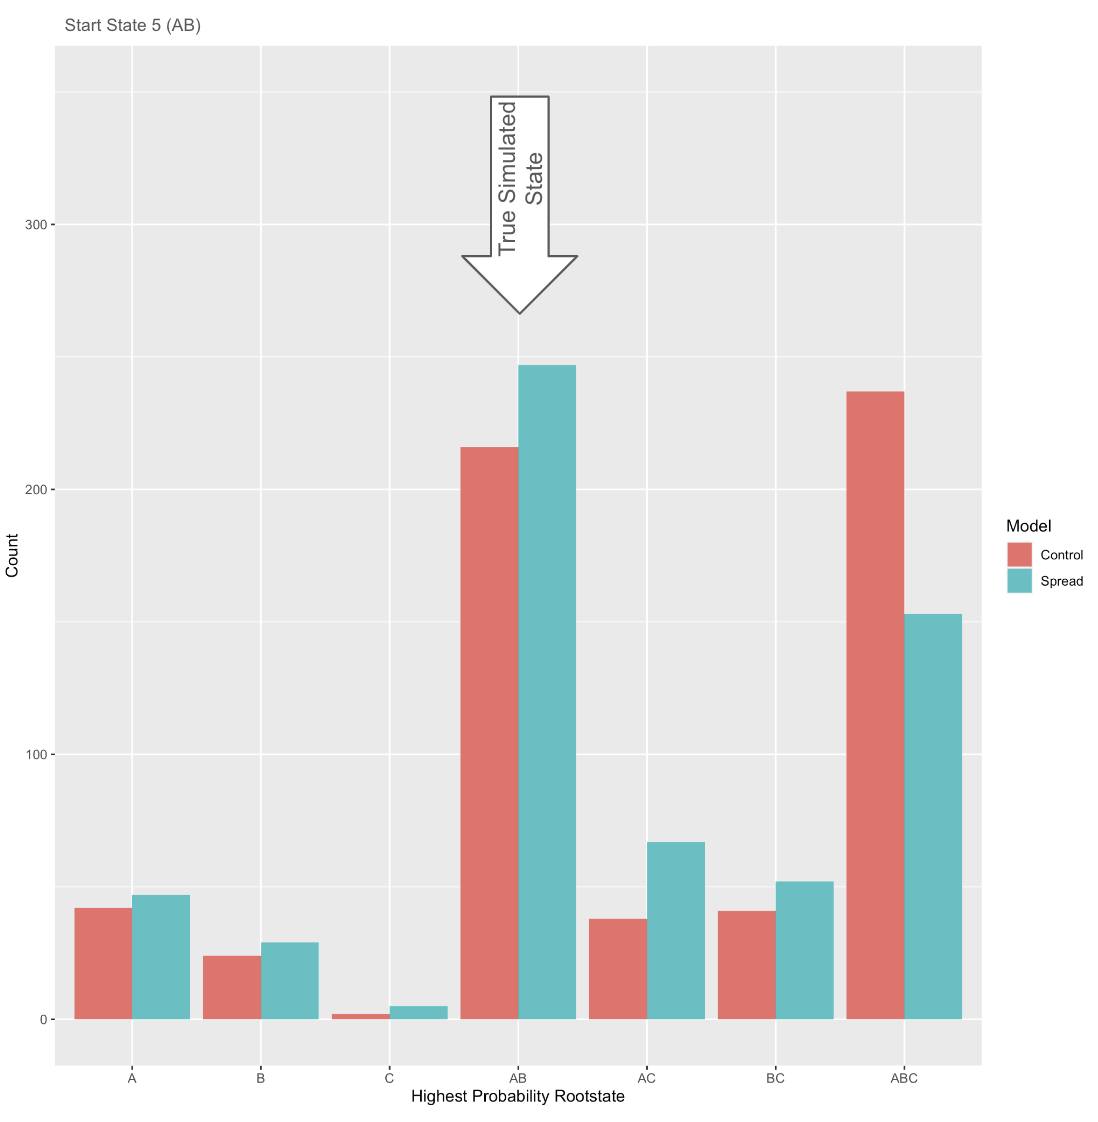 Start State 5 (AB)
True Simulated
State
300
200
100
0
Count
A B C AB AC BC ABC
Highest Probability Rootstate
Model
Control
Spread